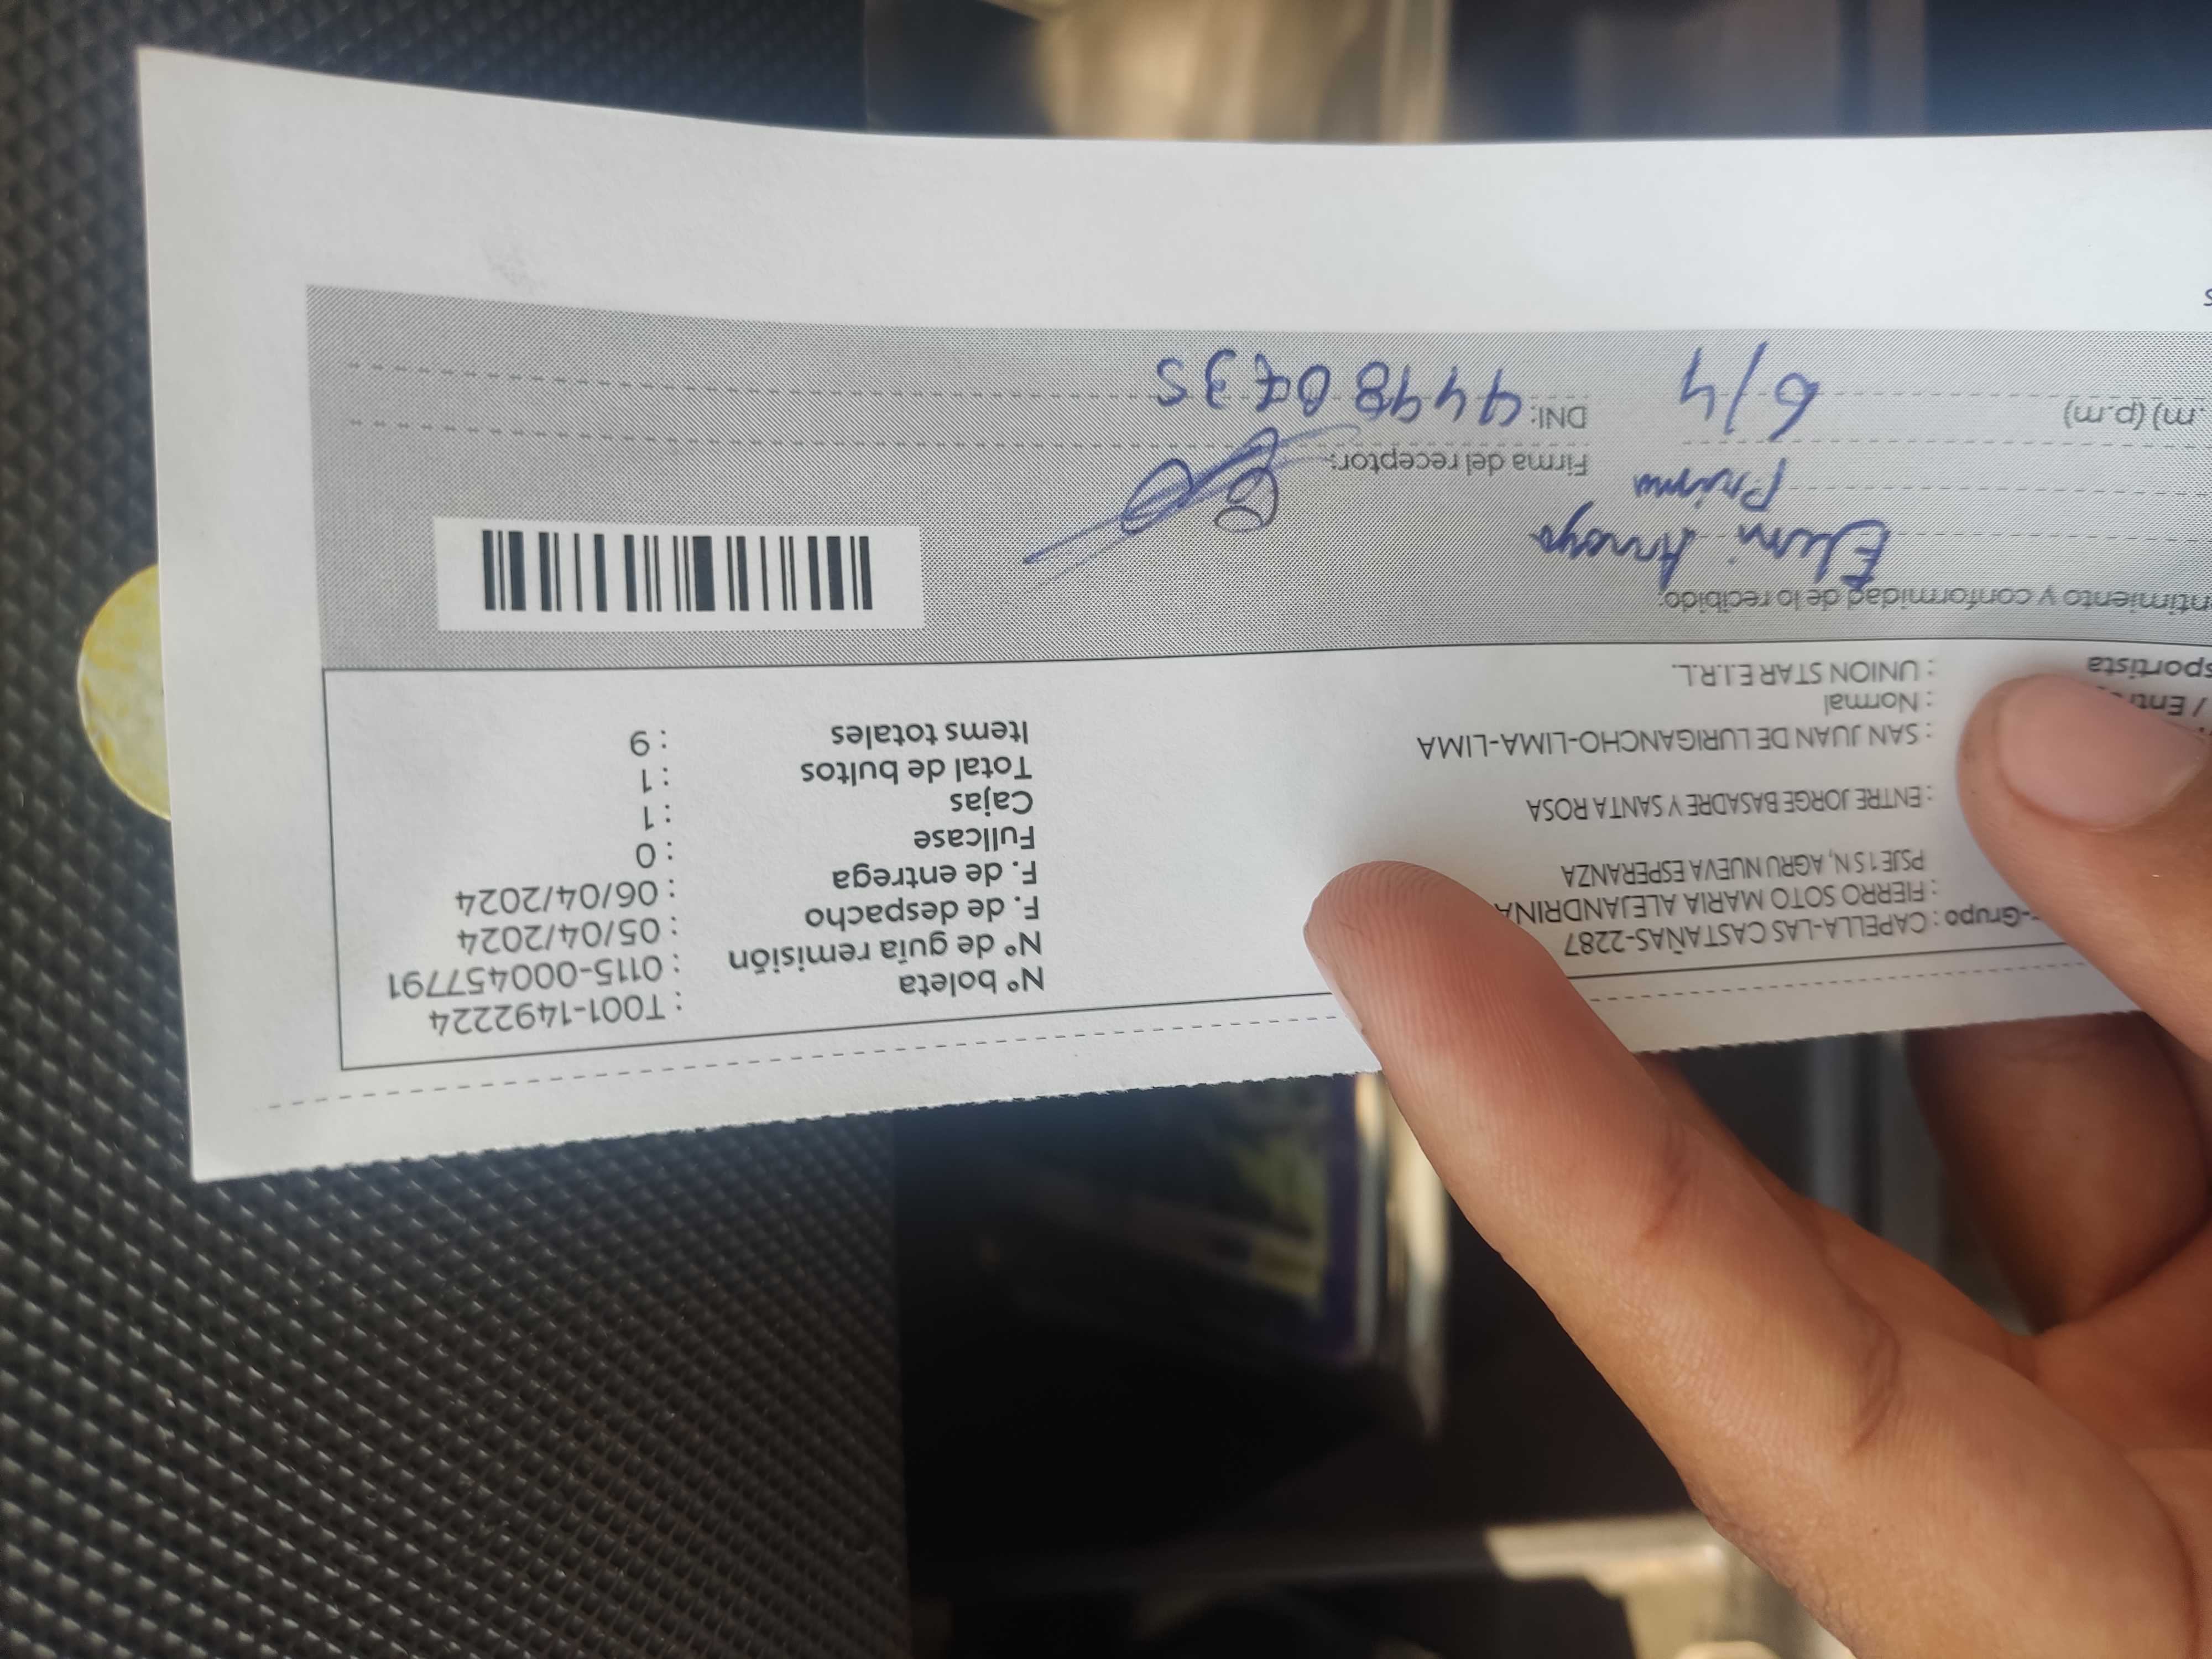 -Grupo : CAPELLA-LAS CASTAÑAS-2287
: FIERRO SOTO MARIA ALEJANDRINA
PSJE 1 S N, AGRU NUEVA ESPERANZA
: ENTRE JORGE BASADRE Y SANTA ROSA
: SAN JUAN DE LURIGANCHO-LIMA-LIMA
/ Entre : Normal
sportista : UNION STAR E.I.R.L.
Nº boleta : T001-1492224
Nº de guía remisión : 0115-000457791
F. de despacho : 05/04/2024
F. de entrega : 06/04/2024
Fullcase : 0
Cajas : 1
Total de bultos : 1
Items totales : 9
ntimiento y conformidad de lo recibido:
Arroyo
Prima
Firma del receptor:
.m) (p.m) 6/4
DNI: